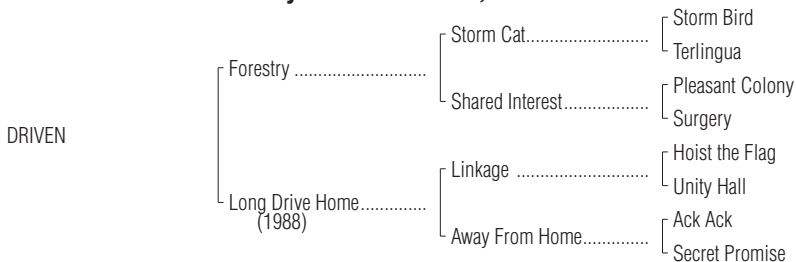 Storm Bird
Storm Cat..............................
Terlingua
Forestry ................................
Pleasant Colony
Shared Interest.....................
Surgery
DRIVEN
Hoist the Flag
Linkage ................................
Unity Hall
Long Drive Home................
(1988)
Ack Ack
Away From Home................
Secret Promise